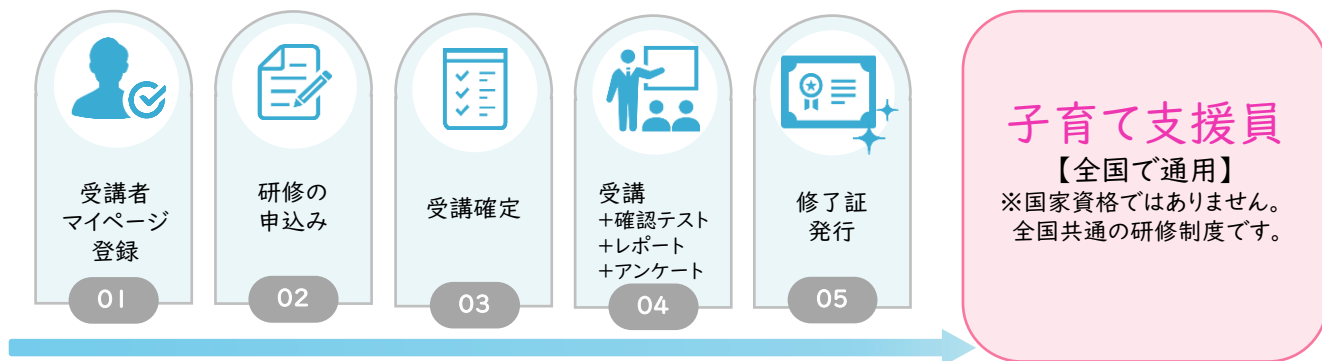 受講者
マイページ
登録
01
研修の
申込み
02
受講確定
03
受講
+確認テスト
+レポート
+アンケート
04
修了証
発行
05
子育て支援員
【全国で通用】
※国家資格ではありません。
全国共通の研修制度です。